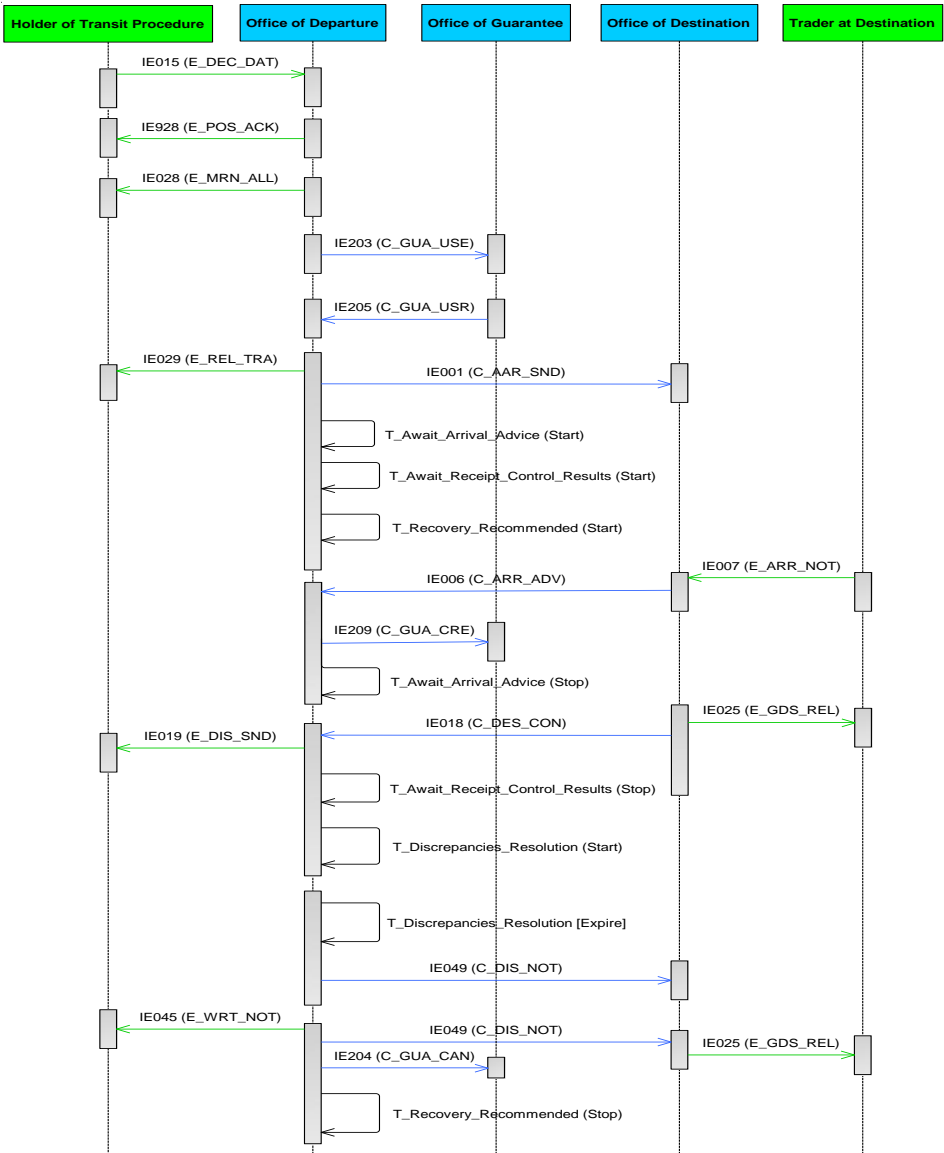 Holder of Transit Procedure
Office of Departure
Office of Guarantee
Office of Destination
Trader at Destination
IE015 (E_DEC_DAT)
IE928 (E_POS_ACK)
IE028 (E_MRN_ALL)
IE203 (C_GUA_USE)
IE205 (C_GUA_USR)
IE029 (E_REL_TRA)
IE001 (C_AAR_SND)
T_Await_Arrival_Advice (Start)
T_Await_Receipt_Control_Results (Start)
T_Recovery_Recommended (Start)
IE007 (E_ARR_NOT)
IE006 (C_ARR_ADV)
IE209 (C_GUA_CRE)
T_Await_Arrival_Advice (Stop)
IE025 (E_GDS_REL)
IE018 (C_DES_CON)
IE019 (E_DIS_SND)
T_Await_Receipt_Control_Results (Stop)
T_Discrepancies_Resolution (Start)
T_Discrepancies_Resolution [Expire]
IE049 (C_DIS_NOT)
IE045 (E_WRT_NOT)
IE049 (C_DIS_NOT)
IE025 (E_GDS_REL)
IE204 (C_GUA_CAN)
T_Recovery_Recommended (Stop)